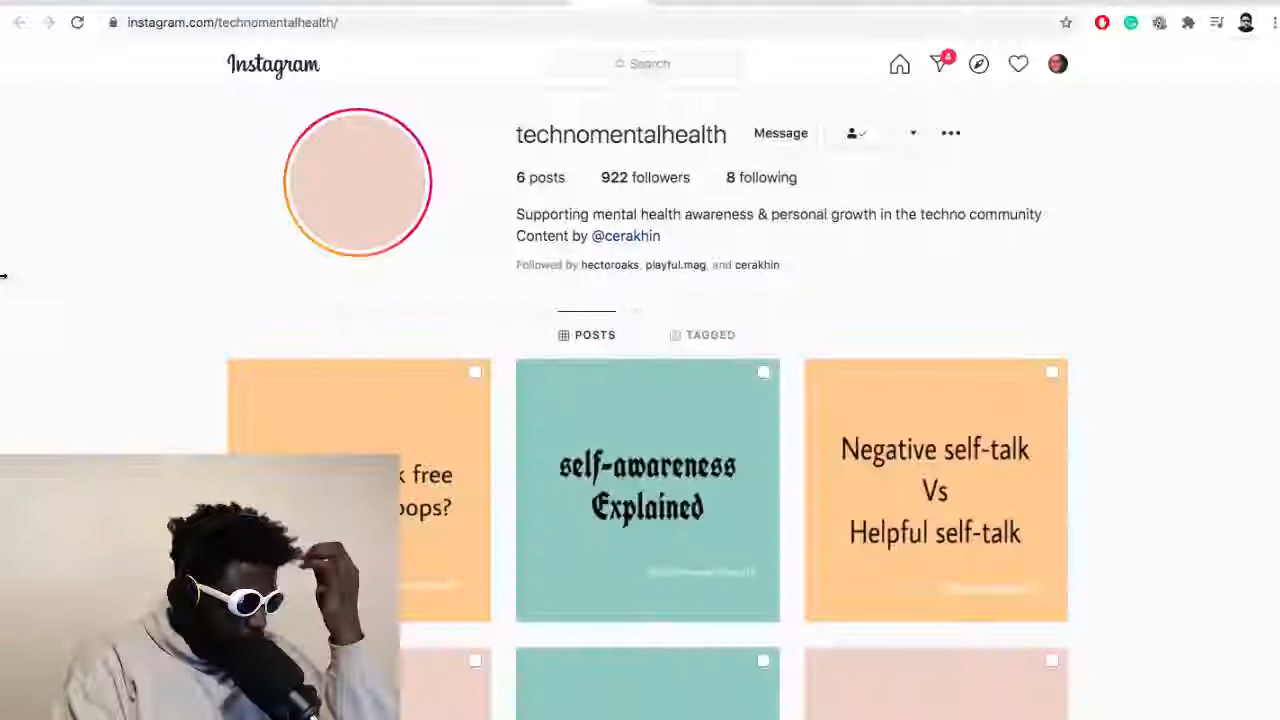 instagram.com/technomentalhealth/
Instagram
Search
4
technomentalhealth
Message
6 posts
922 followers
8 following
Supporting mental health awareness & personal growth in the techno community
Content by @cerakhin
Followed by hectoroaks, playful.mag, and cerakhin
POSTS
TAGGED
k free
oops?
self-awareness
Explained
Negative self-talk
Vs
Helpful self-talk